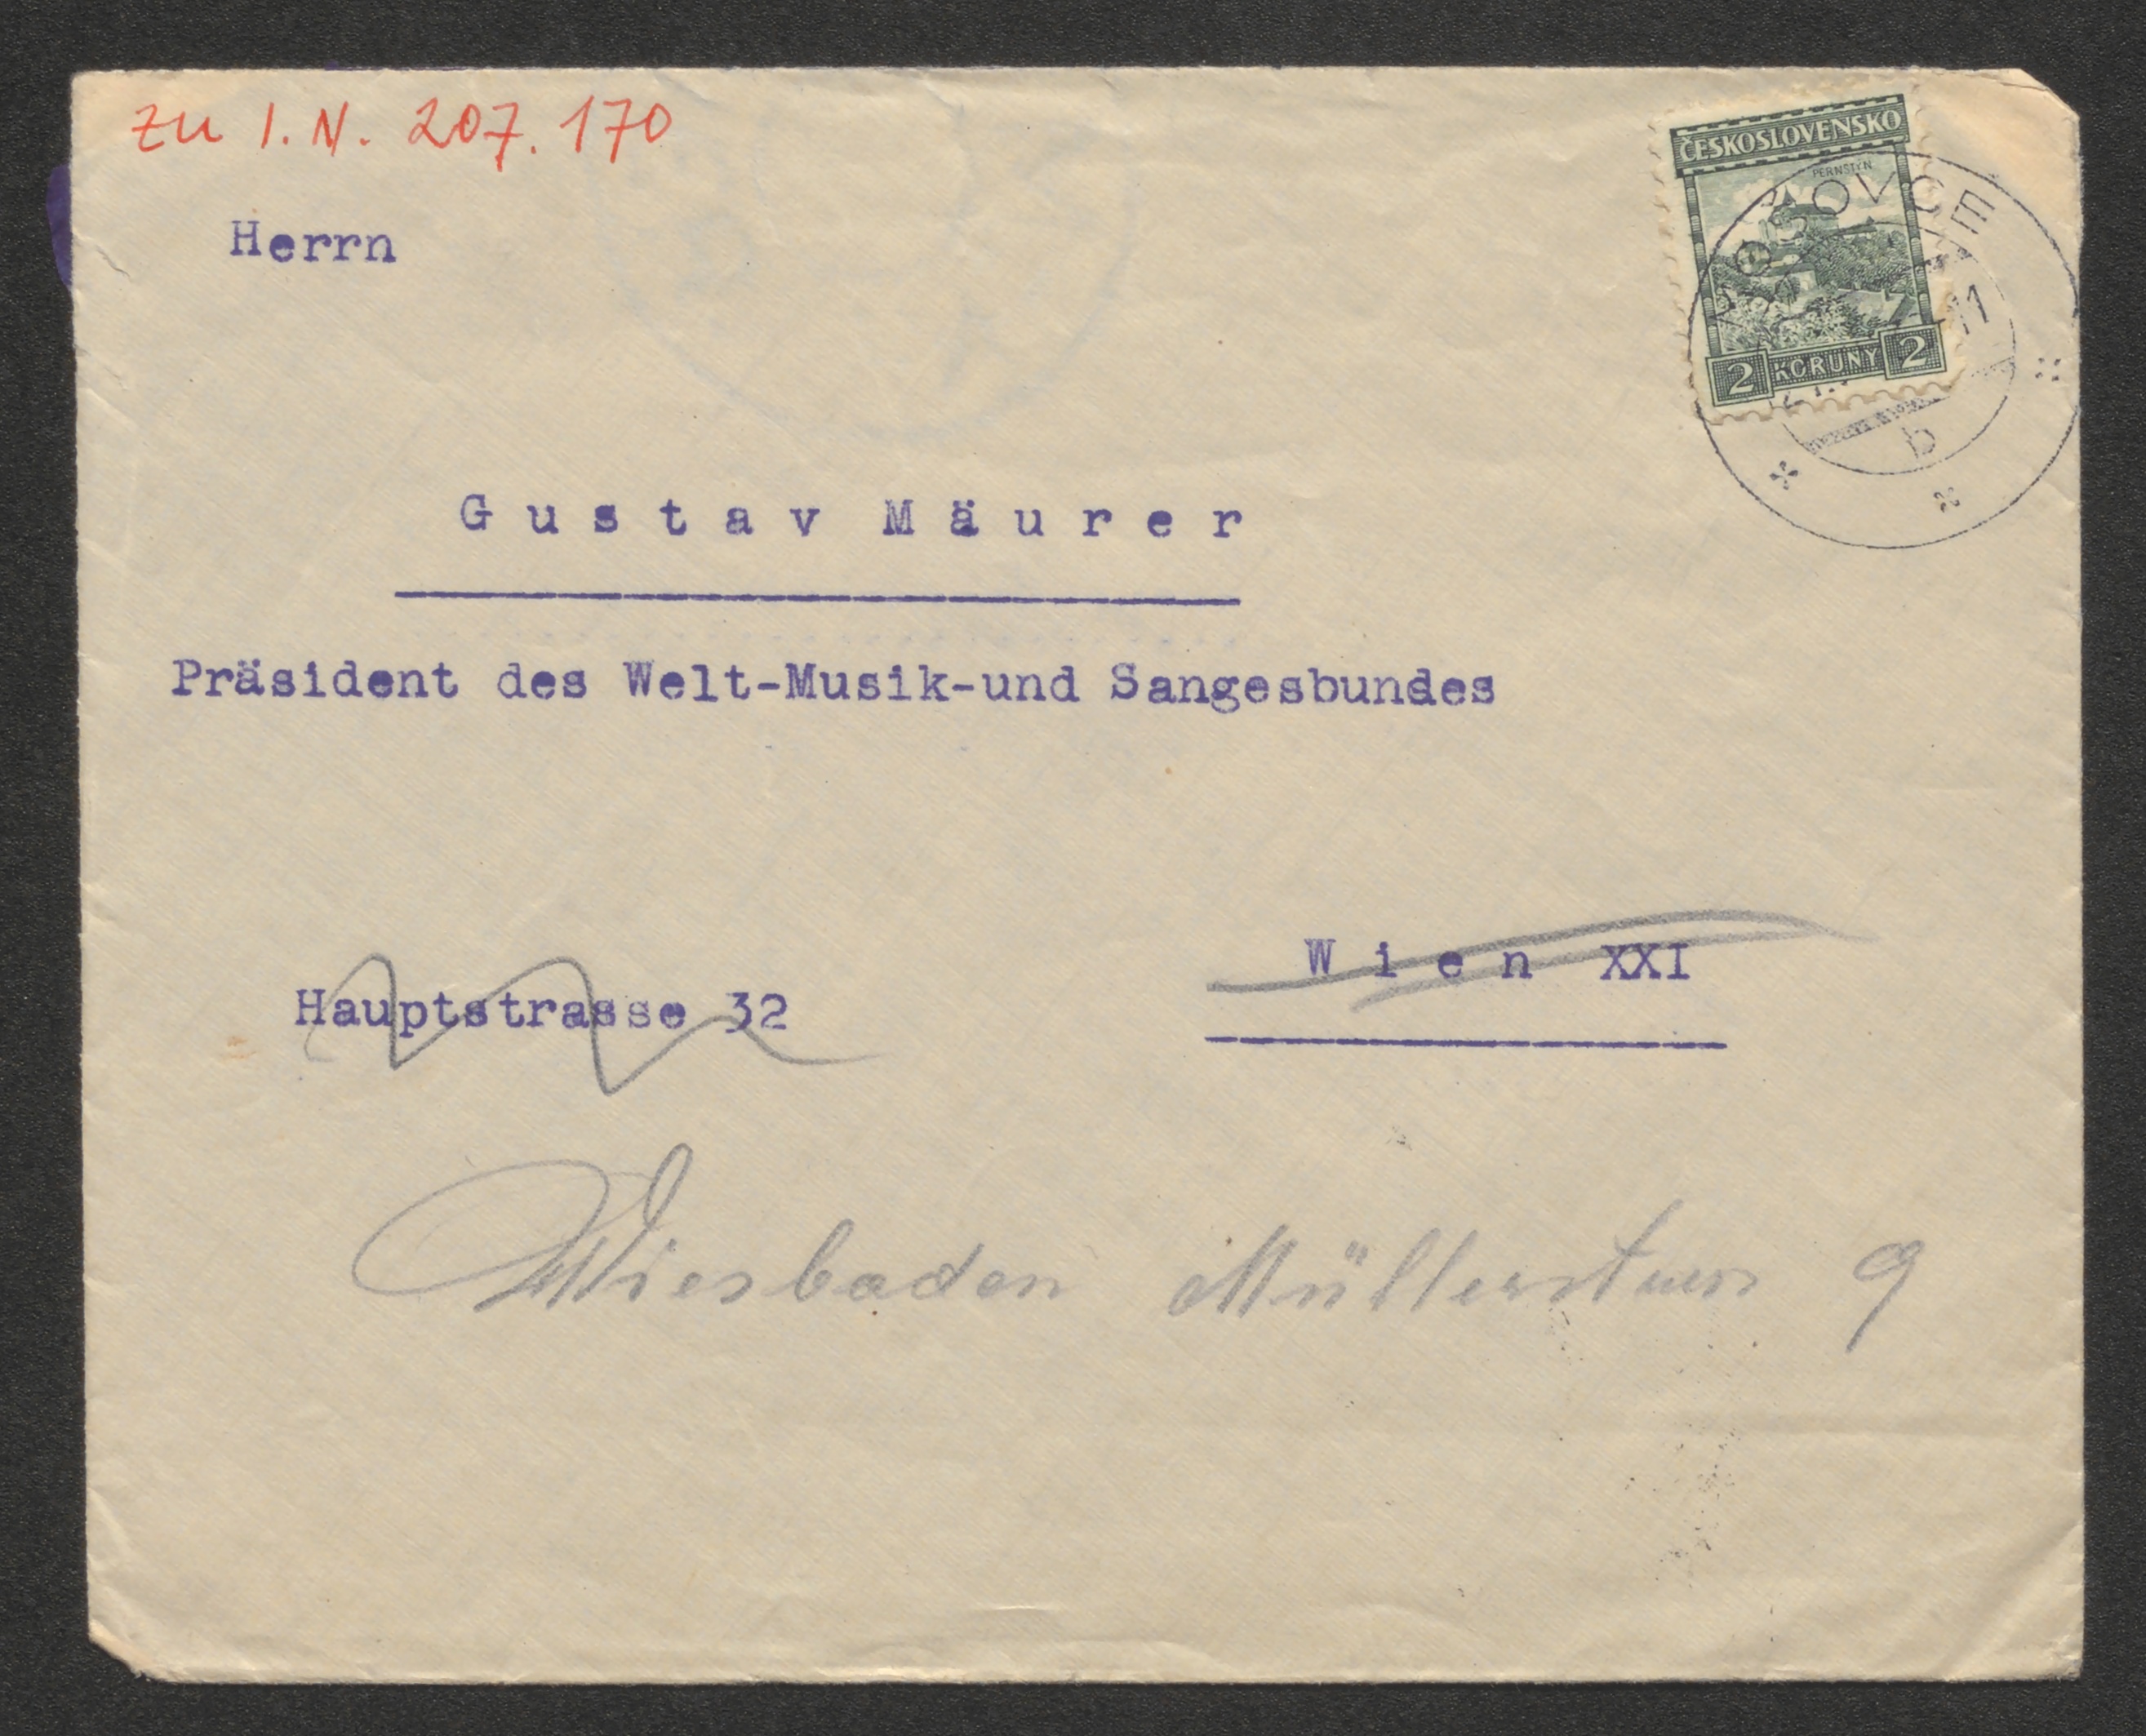 zu I.N. 207.170
ČESKOSLOVENSKO
PERNŠTYN
2 KORUNY 2
b
Herrn
Gustav Mäurer
Präsident des Welt-Musik-und Sangesbundes
Wien XXI
Hauptstrasse 32
Wiesbaden 9